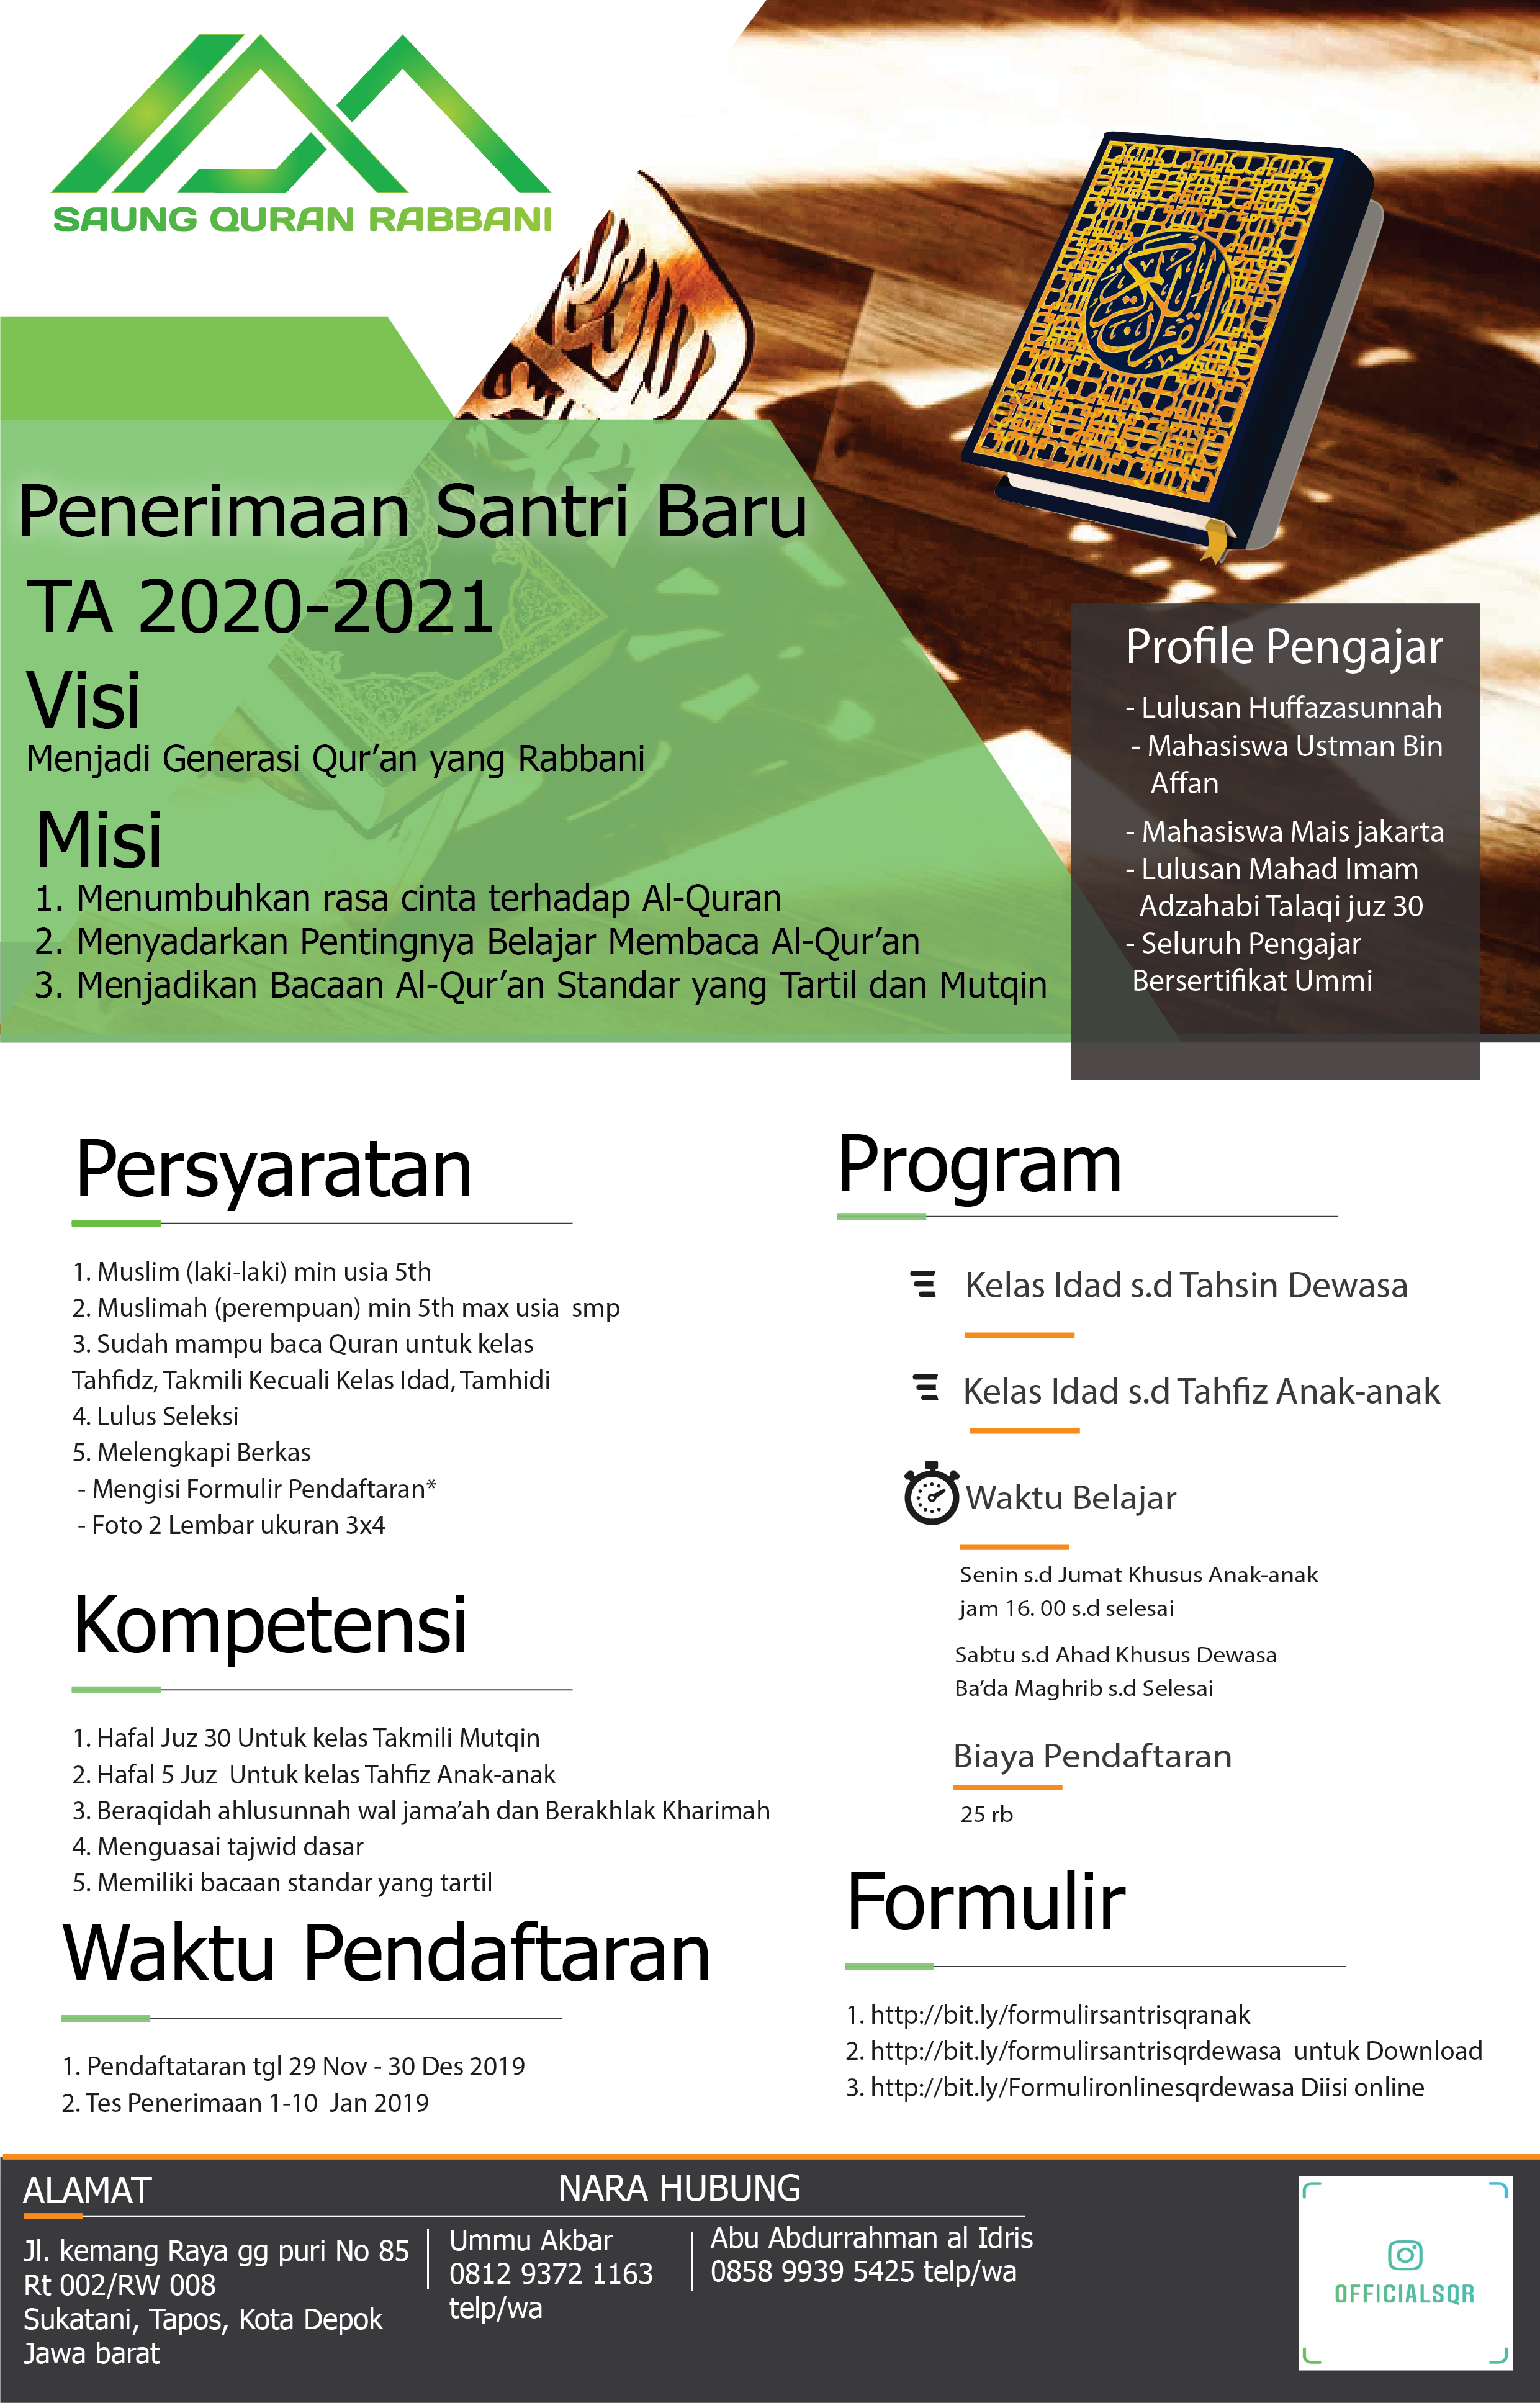 SAUNG QURAN RABBANI
Penerimaan Santri Baru
TA 2020-2021
Visi
Menjadi Generasi Qur’an yang Rabbani
Misi
1. Menumbuhkan rasa cinta terhadap Al-Quran
2. Menyadarkan Pentingnya Belajar Membaca Al-Qur’an
3. Menjadikan Bacaan Al-Qur’an Standar yang Tartil dan Mutqin
Profile Pengajar
- Lulusan Huffazasunnah
- Mahasiswa Ustman Bin
Affan
- Mahasiswa Mais jakarta
- Lulusan Mahad Imam
Adzahabi Talaqi juz 30
- Seluruh Pengajar
Bersertifikat Ummi
Persyaratan
1. Muslim (laki-laki) min usia 5th
2. Muslimah (perempuan) min 5th max usia  smp
3. Sudah mampu baca Quran untuk kelas
Tahfidz, Takmili Kecuali Kelas Idad, Tamhidi
4. Lulus Seleksi
5. Melengkapi Berkas
- Mengisi Formulir Pendaftaran*
- Foto 2 Lembar ukuran 3x4
Kompetensi
1. Hafal Juz 30 Untuk kelas Takmili Mutqin
2. Hafal 5 Juz  Untuk kelas Tahfiz Anak-anak
3. Beraqidah ahlusunnah wal jama’ah dan Berakhlak Kharimah
4. Menguasai tajwid dasar
5. Memiliki bacaan standar yang tartil
Waktu Pendaftaran
1. Pendaftataran tgl 29 Nov - 30 Des 2019
2. Tes Penerimaan 1-10  Jan 2019
Program
Kelas Idad s.d Tahsin Dewasa
Kelas Idad s.d Tahfiz Anak-anak
Waktu Belajar
Senin s.d Jumat Khusus Anak-anak
jam 16. 00 s.d selesai
Sabtu s.d Ahad Khusus Dewasa
Ba’da Maghrib s.d Selesai
Biaya Pendaftaran
25 rb
Formulir
1. http://bit.ly/formulirsantrisqranak
2. http://bit.ly/formulirsantrisqrdewasa  untuk Download
3. http://bit.ly/Formulironlinesqrdewasa Diisi online
ALAMAT
Jl. kemang Raya gg puri No 85
Rt 002/RW 008
Sukatani, Tapos, Kota Depok
Jawa barat
NARA HUBUNG
Ummu Akbar
0812 9372 1163
telp/wa
Abu Abdurrahman al Idris
0858 9939 5425 telp/wa
OFFICIALSQR